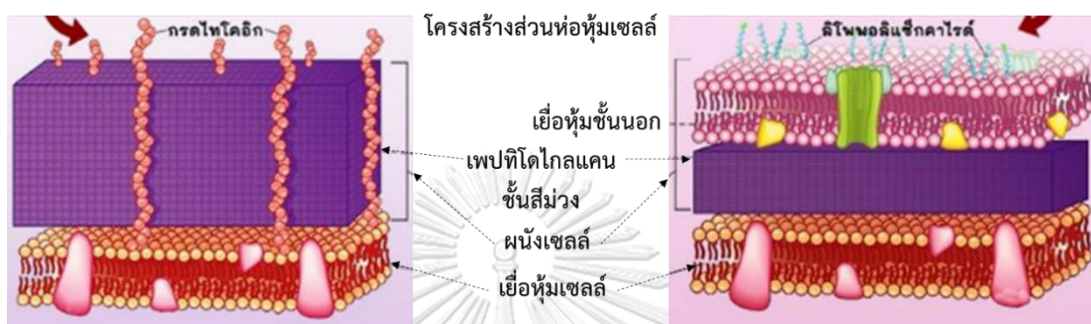 กรดไทโคอิก
โครงสร้างส่วนห่อหุ้มเซลล์
ลิโพพอลิแซ็กคาไรด์
เยื่อหุ้มชั้นนอก
เพปทิโดไกลแคน
ชั้นสีม่วง
ผนังเซลล์
เยื่อหุ้มเซลล์